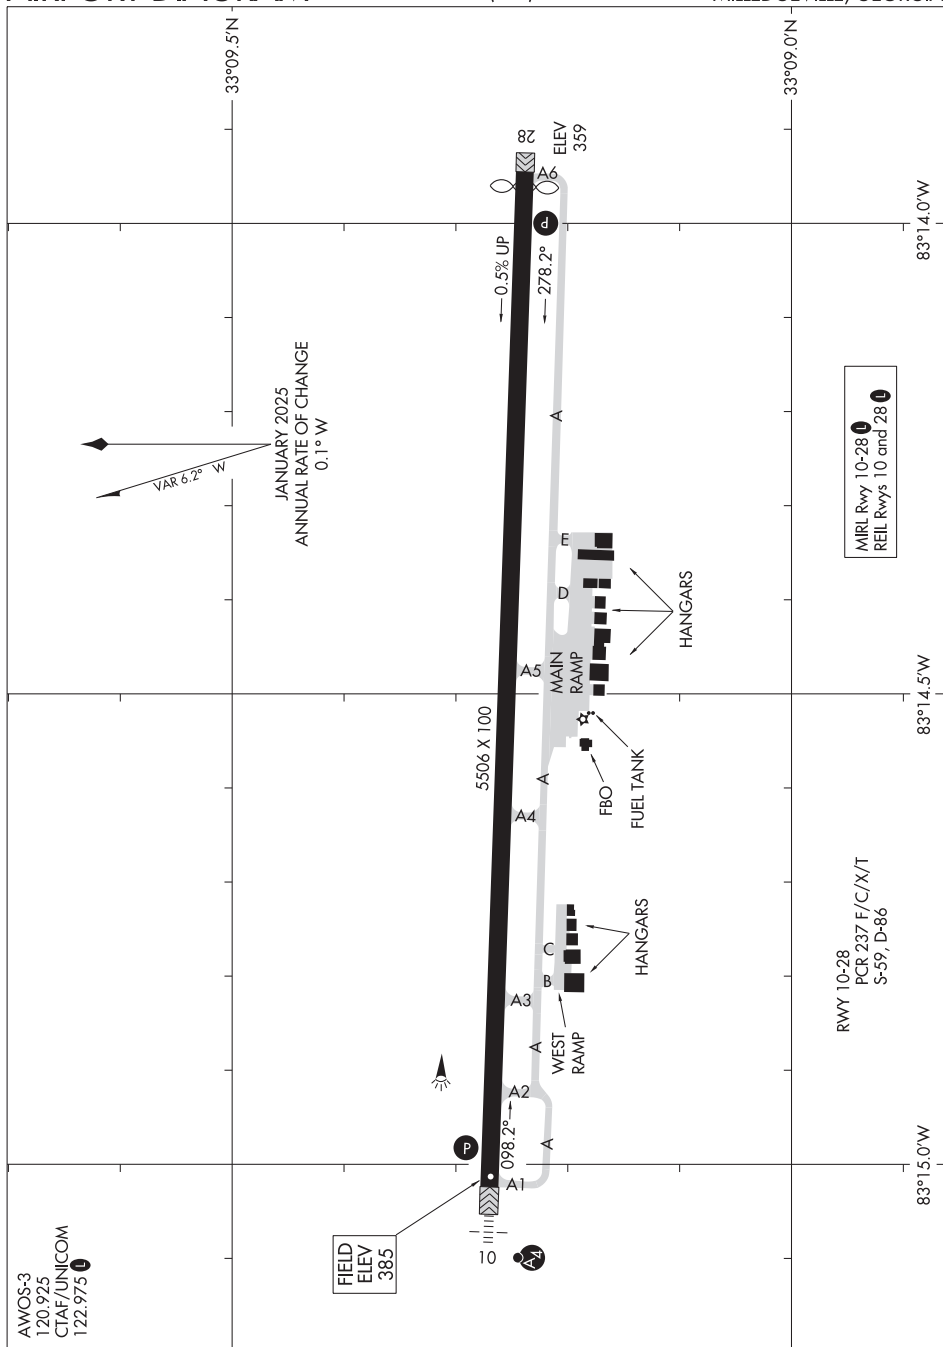 33°09.5'N
33°09.0'N
28
ELEV
359
A6
P
83°14.0'W
0.5% UP
278.2°
JANUARY 2025
ANNUAL RATE OF CHANGE
0.1° W
VAR 6.2° W
A
MIRL Rwy 10-28 L
REIL Rwys 10 and 28 L
E
D
HANGARS
A5
MAIN
RAMP
83°14.5'W
5506 X 100
A
FBO
FUEL TANK
A4
C
B
HANGARS
A3
A
WEST
RAMP
RWY 10-28
PCR 237 F/C/X/T
S-59, D-86
A2
098.2°
P
A
A1
83°15.0'W
FIELD
ELEV
385
10
A4
AWOS-3
120.925
CTAF/UNICOM
122.975 L